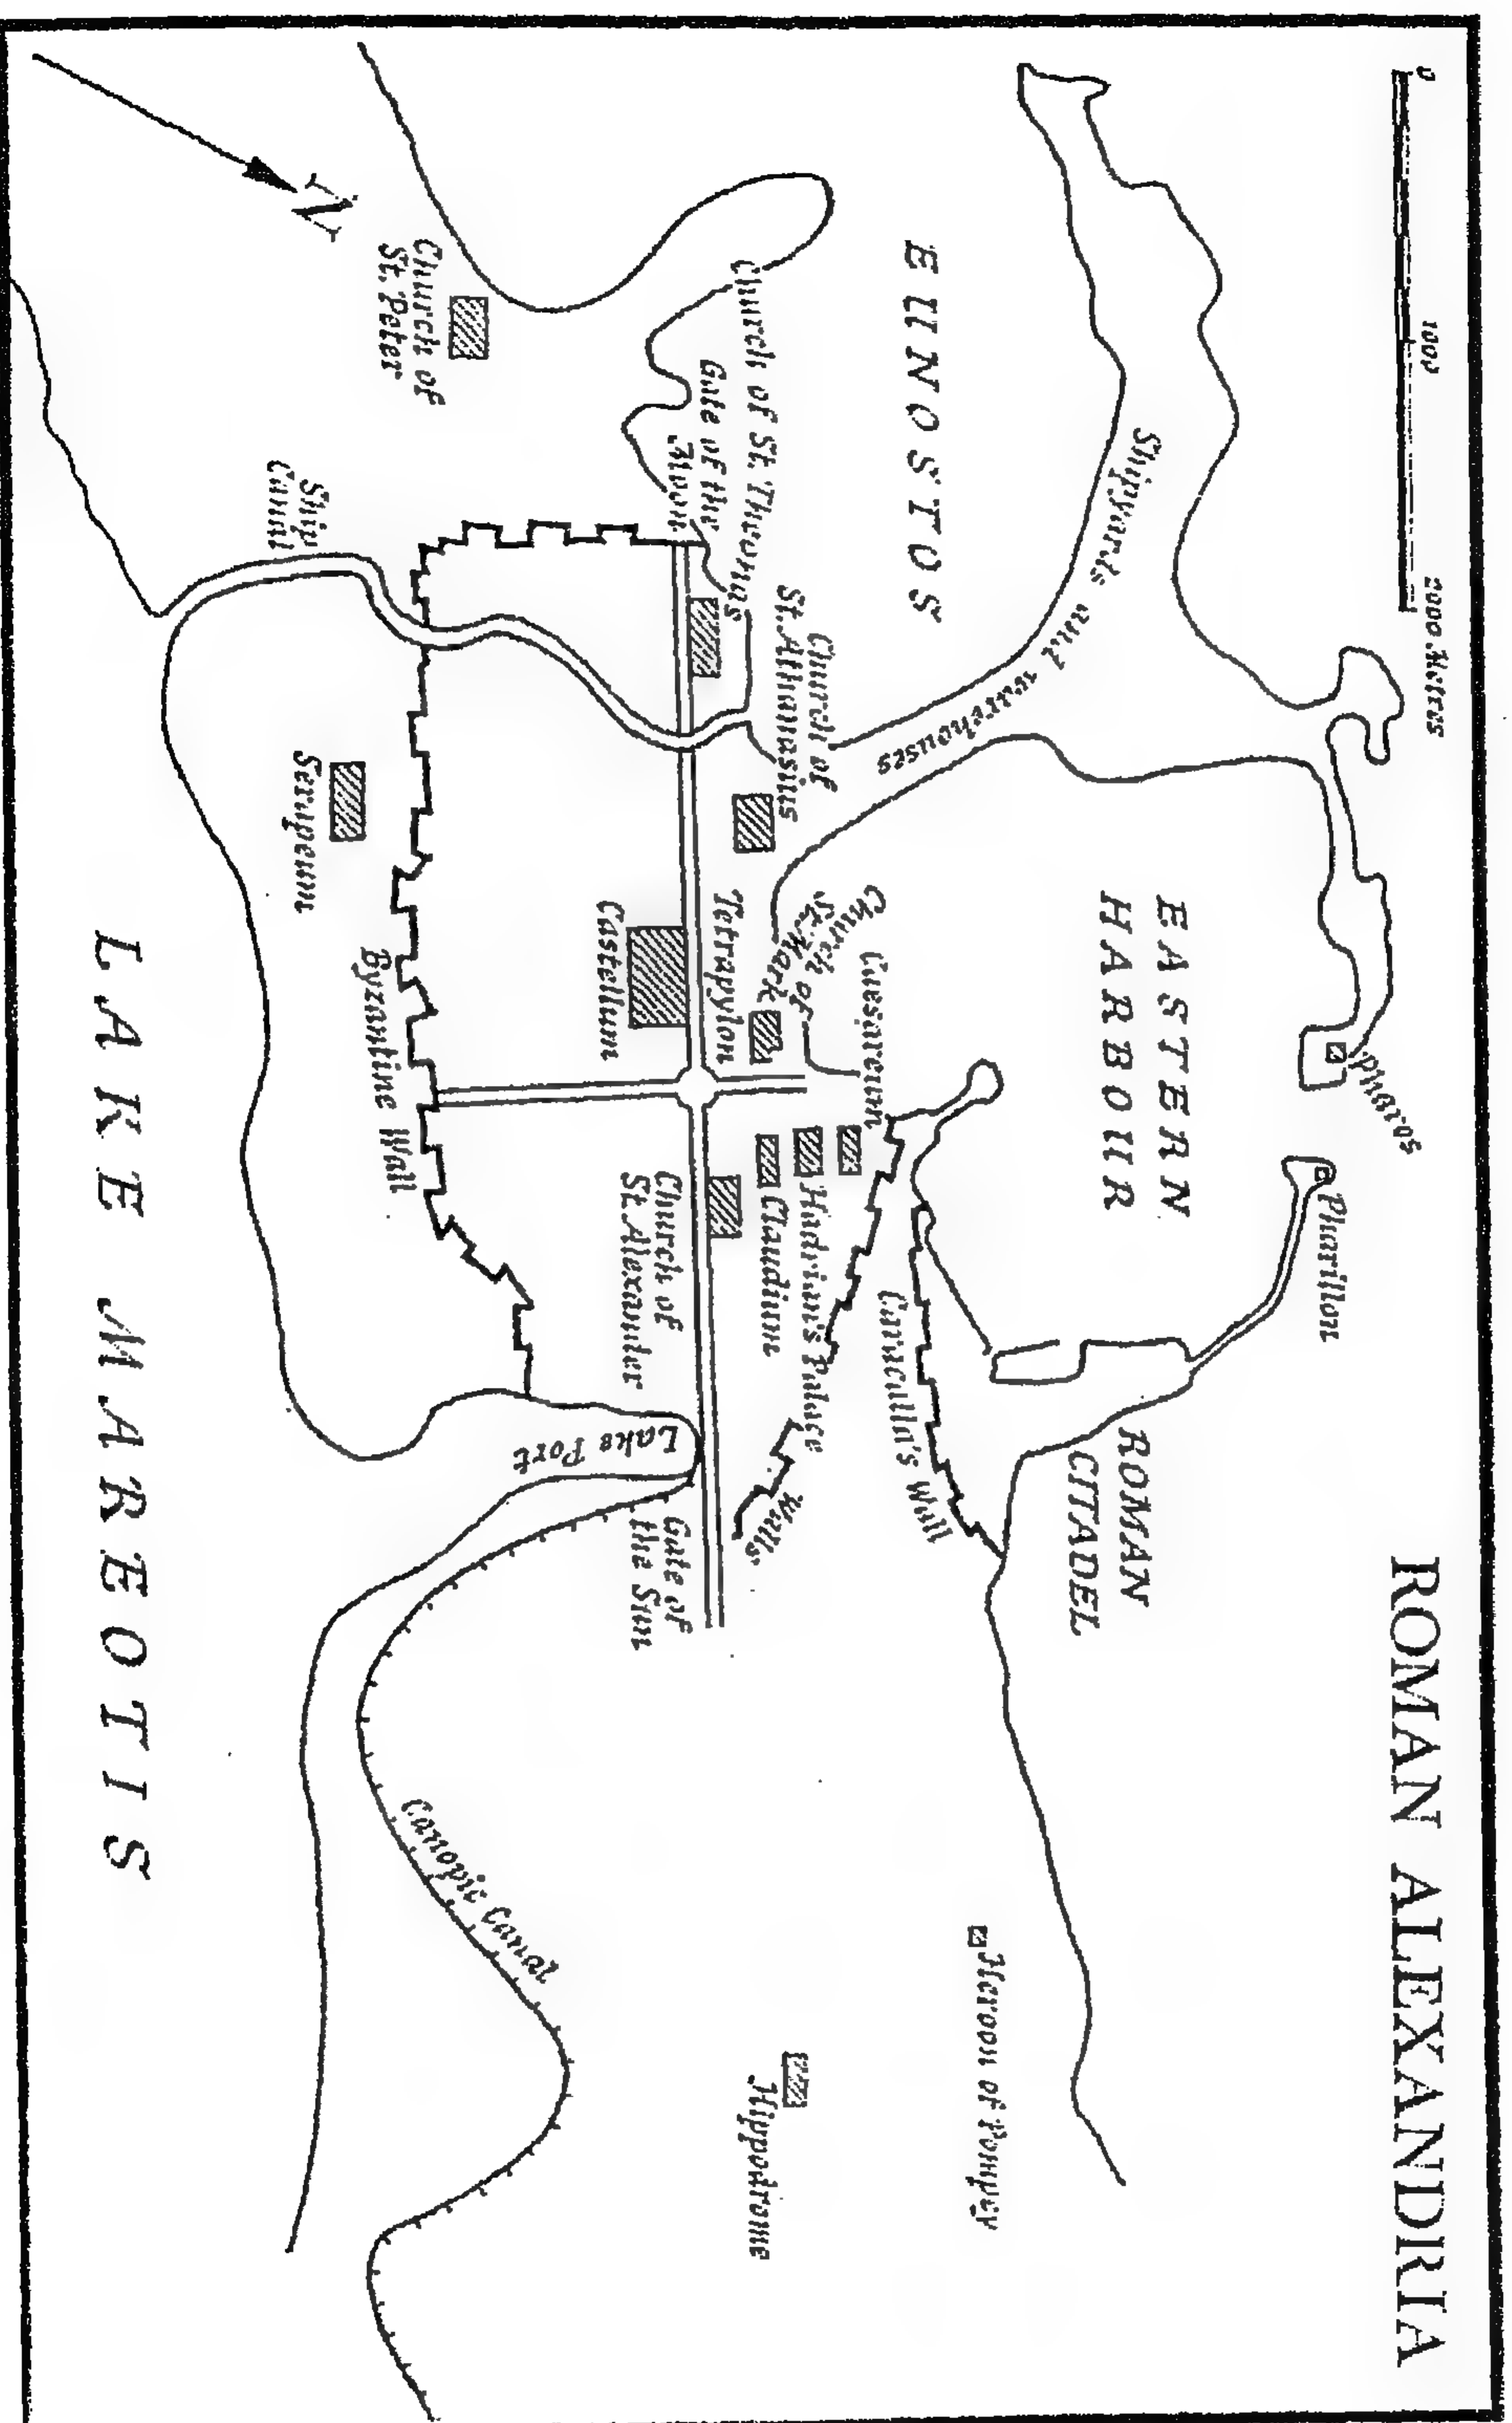 ROMAN ALEXANDRIA
0 1000 2000 Metres
Pharos
Pharillon
EASTERN
HARBOUR
ROMAN
CITADEL
Shipyards and warehouses
EUNOSTOS
Heroon of Pompey
Caesareum
Church of
St. Mark
Caracalla's Wall
Church of
St. Athanasius
Hadrian's Palace
Walls
Claudium
Hippodrome
Church of St. Theonas
Gate of the
Moon
Tetrapylon
Church of
St. Alexander
Lake Port
Gate of
the Sun
Castellum
N
Church of
St. Peter
Canopic Canal
Byzantine Wall
Ship
Canal
Serapeum
LAKE MAREOTIS